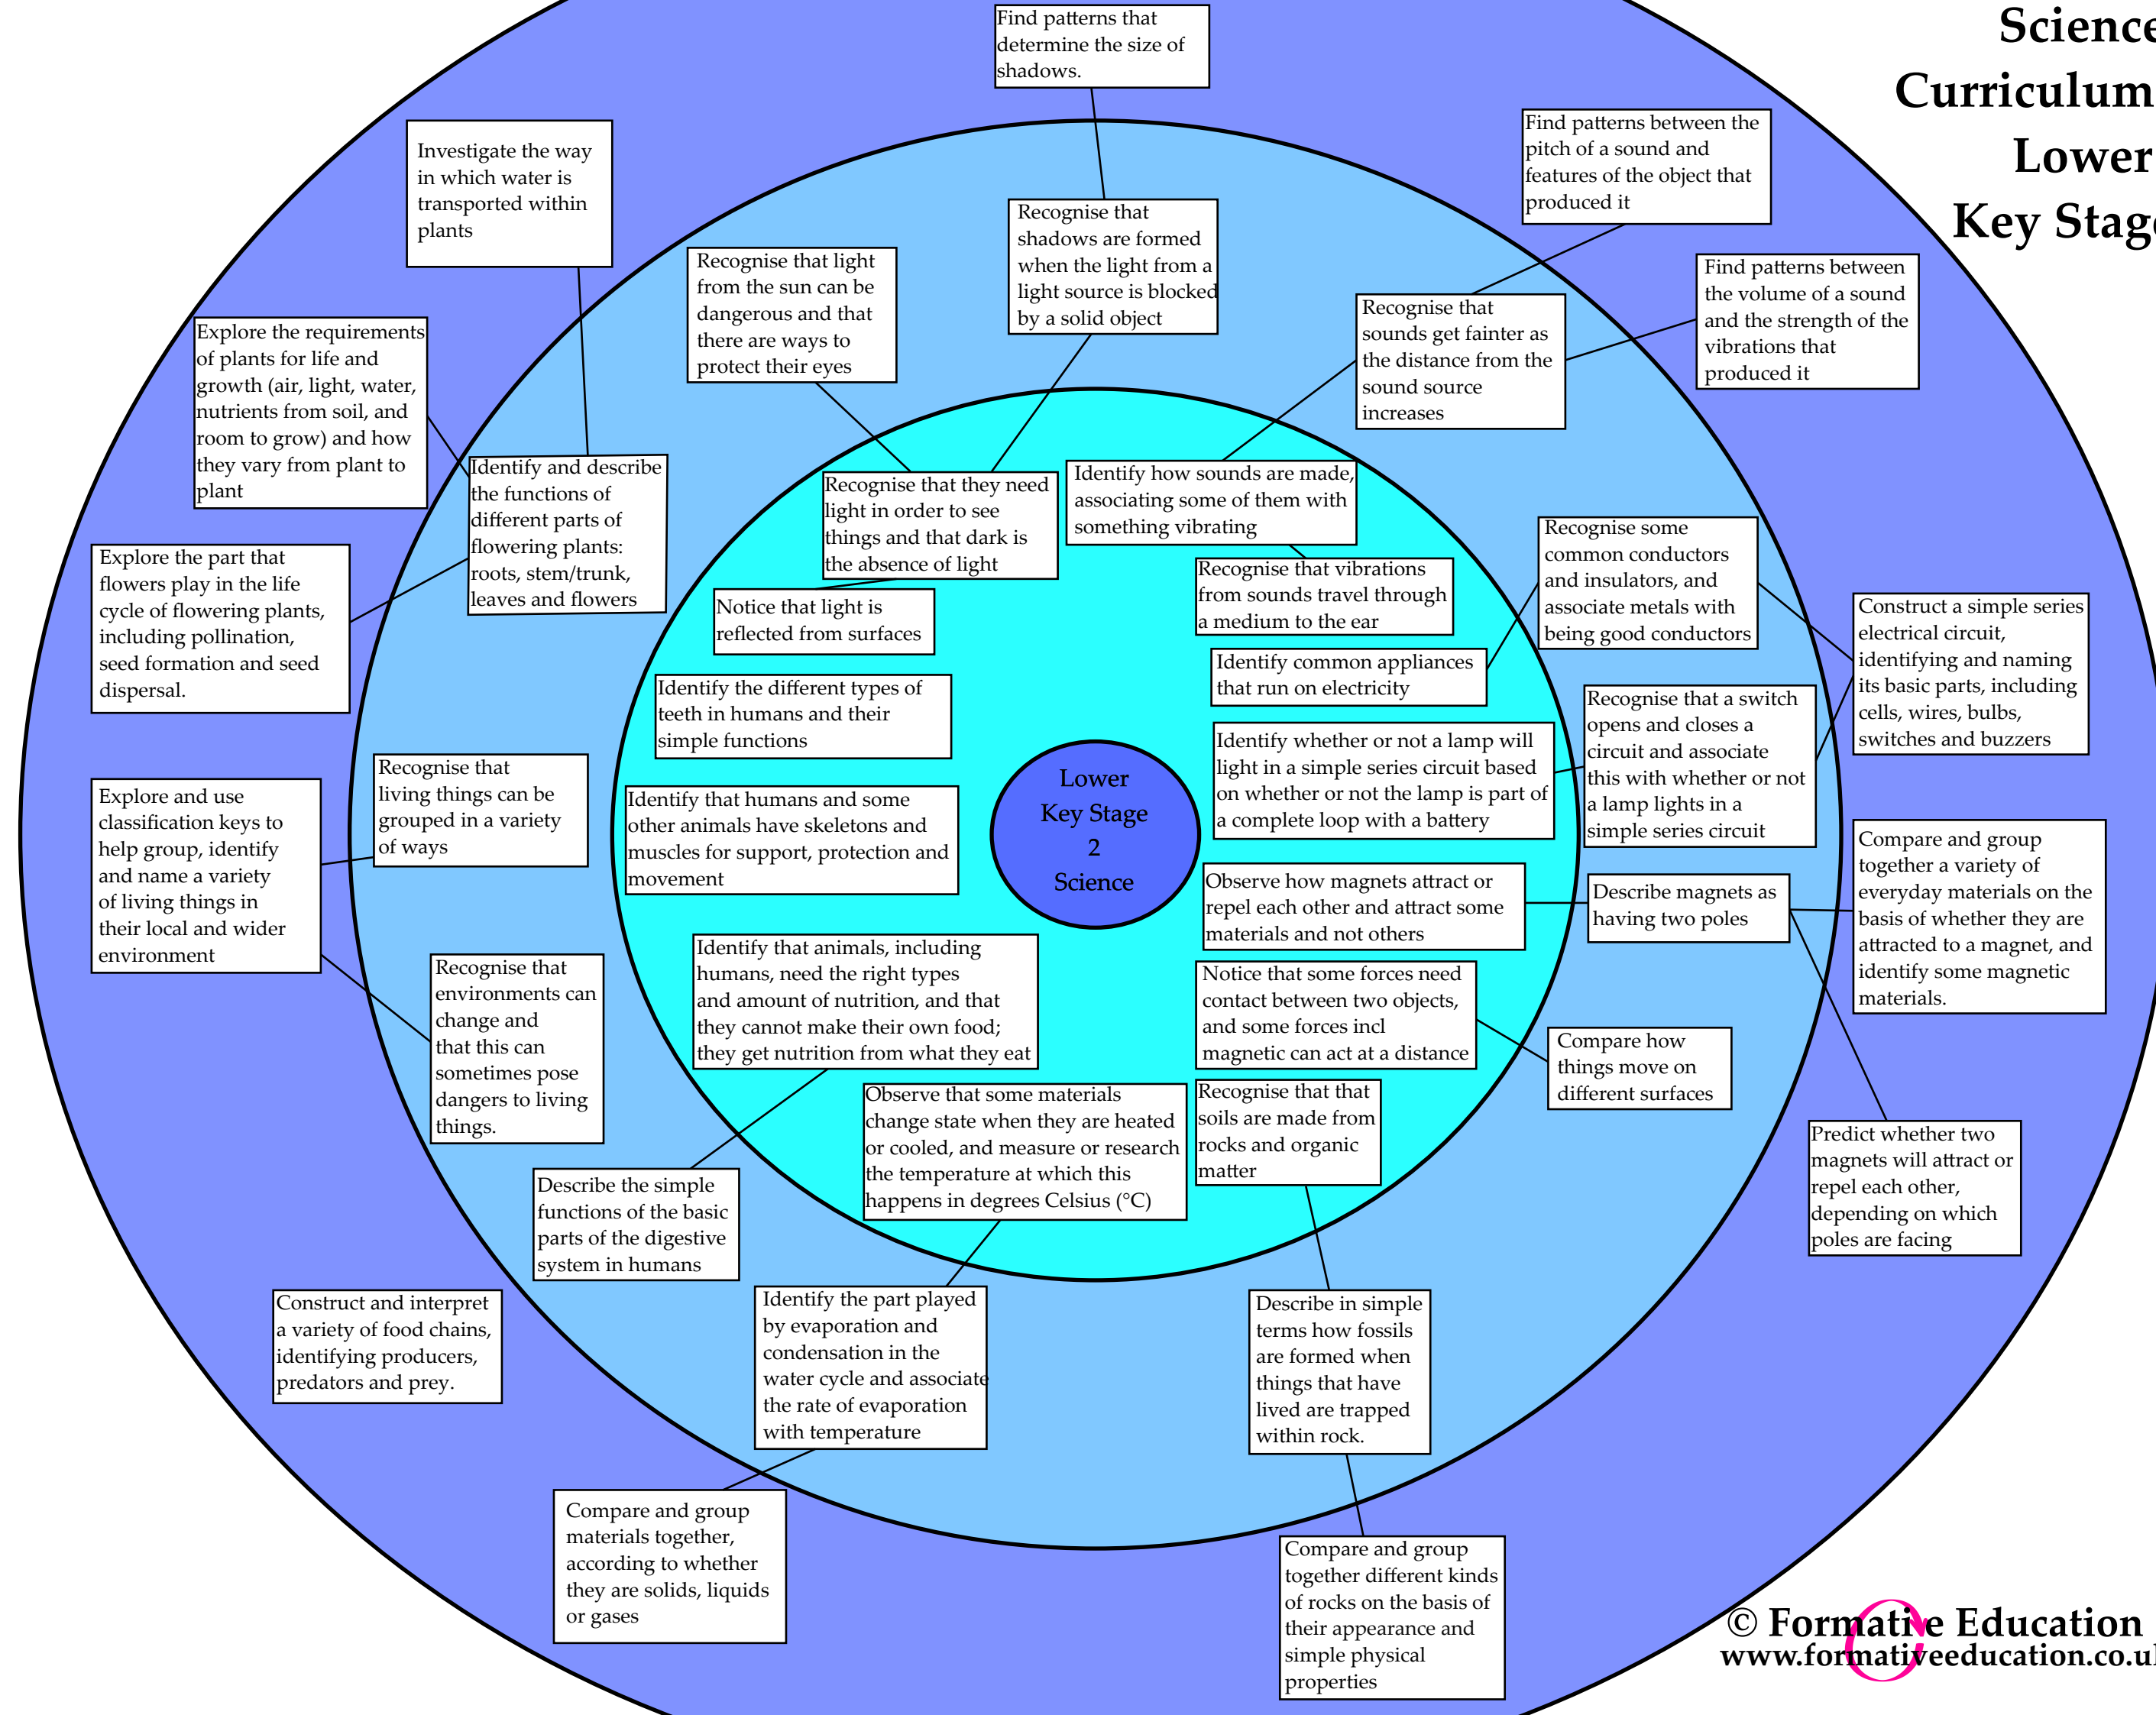 Find patterns that
determine the size of
shadows.
Science
Curriculum
Lower
Key Stage
Find patterns between the
pitch of a sound and
features of the object that
produced it
Investigate the way
in which water is
transported within
plants
Recognise that
shadows are formed
when the light from a
light source is blocked
by a solid object
Recognise that light
from the sun can be
dangerous and that
there are ways to
protect their eyes
Find patterns between
the volume of a sound
and the strength of the
vibrations that
produced it
Recognise that
sounds get fainter as
the distance from the
sound source
increases
Explore the requirements
of plants for life and
growth (air, light, water,
nutrients from soil, and
room to grow) and how
they vary from plant to
plant
Identify and describe
the functions of
different parts of
flowering plants:
roots, stem/trunk,
leaves and flowers
Recognise that they need
light in order to see
things and that dark is
the absence of light
Identify how sounds are made,
associating some of them with
something vibrating
Recognise some
common conductors
and insulators, and
associate metals with
being good conductors
Explore the part that
flowers play in the life
cycle of flowering plants,
including pollination,
seed formation and seed
dispersal.
Recognise that vibrations
from sounds travel through
a medium to the ear
Notice that light is
reflected from surfaces
Construct a simple series
electrical circuit,
identifying and naming
its basic parts, including
cells, wires, bulbs,
switches and buzzers
Identify common appliances
that run on electricity
Identify the different types of
teeth in humans and their
simple functions
Recognise that a switch
opens and closes a
circuit and associate
this with whether or not
a lamp lights in a
simple series circuit
Identify whether or not a lamp will
light in a simple series circuit based
on whether or not the lamp is part of
a complete loop with a battery
Recognise that
living things can be
grouped in a variety
of ways
Lower
Key Stage
2
Science
Explore and use
classification keys to
help group, identify
and name a variety
of living things in
their local and wider
environment
Identify that humans and some
other animals have skeletons and
muscles for support, protection and
movement
Compare and group
together a variety of
everyday materials on the
basis of whether they are
attracted to a magnet, and
identify some magnetic
materials.
Observe how magnets attract or
repel each other and attract some
materials and not others
Describe magnets as
having two poles
Identify that animals, including
humans, need the right types
and amount of nutrition, and that
they cannot make their own food;
they get nutrition from what they eat
Recognise that
environments can
change and
that this can
sometimes pose
dangers to living
things.
Notice that some forces need
contact between two objects,
and some forces incl
magnetic can act at a distance
Compare how
things move on
different surfaces
Observe that some materials
change state when they are heated
or cooled, and measure or research
the temperature at which this
happens in degrees Celsius (°C)
Recognise that that
soils are made from
rocks and organic
matter
Predict whether two
magnets will attract or
repel each other,
depending on which
poles are facing
Describe the simple
functions of the basic
parts of the digestive
system in humans
Construct and interpret
a variety of food chains,
identifying producers,
predators and prey.
Identify the part played
by evaporation and
condensation in the
water cycle and associate
the rate of evaporation
with temperature
Describe in simple
terms how fossils
are formed when
things that have
lived are trapped
within rock.
Compare and group
materials together,
according to whether
they are solids, liquids
or gases
Compare and group
together different kinds
of rocks on the basis of
their appearance and
simple physical
properties
© Formative Education
www.formativeeducation.co.uk